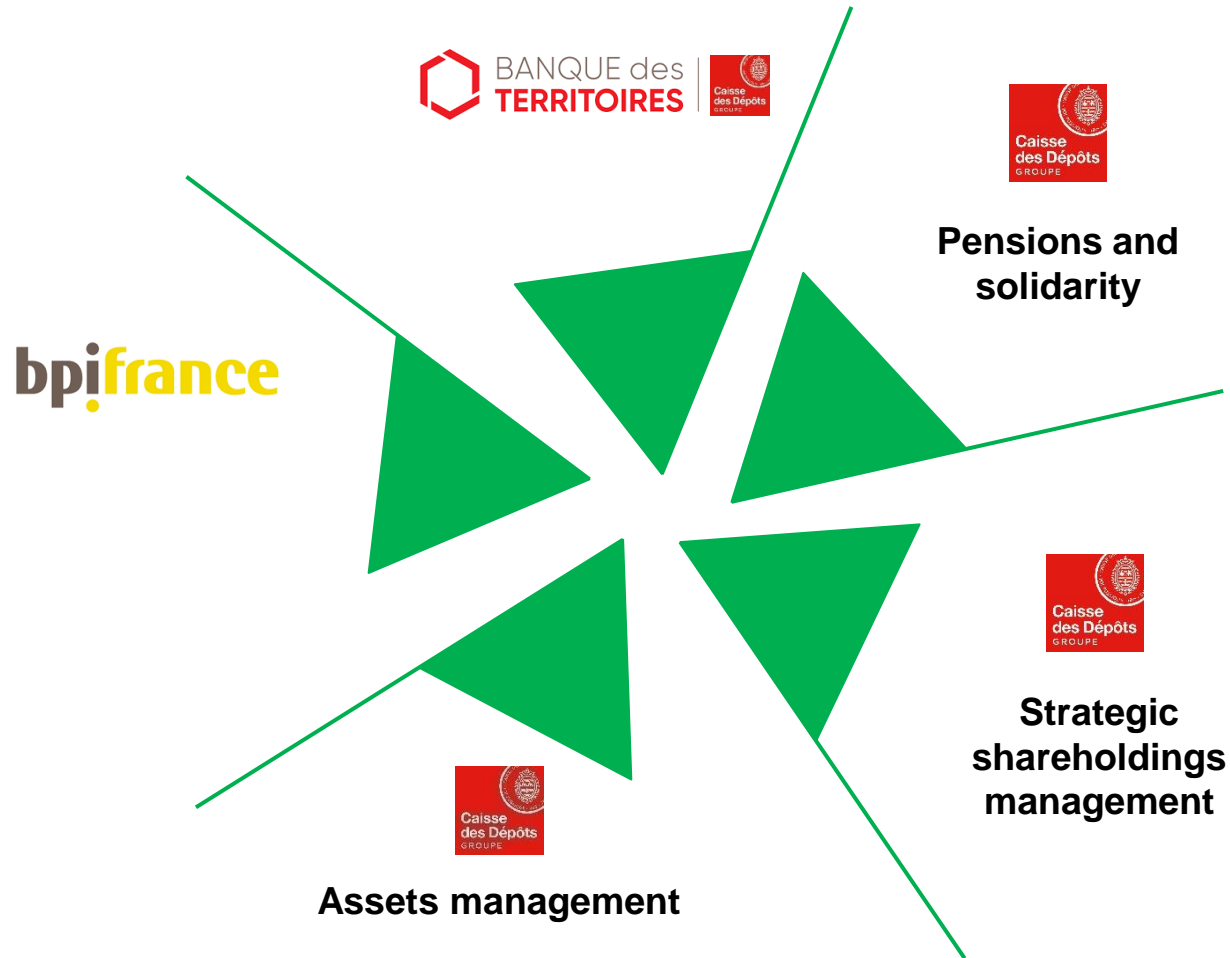 BANQUE des
TERRITOIRES
Caisse
des Dépôts
GROUPE
Caisse
des Dépôts
GROUPE
Pensions and
solidarity
bpifrance
Caisse
des Dépôts
GROUPE
Strategic
shareholdings
management
Caisse
des Dépôts
GROUPE
Assets management